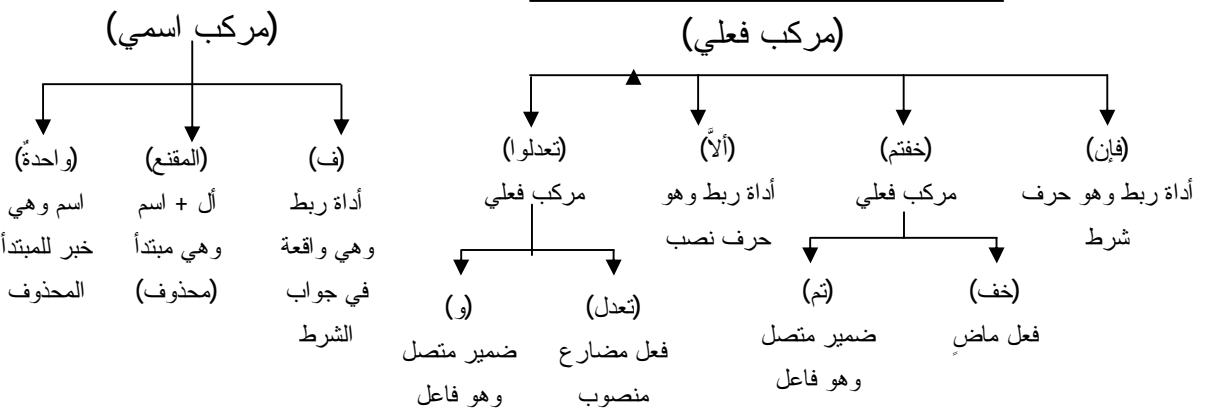 (مركب فعلي)
(فإن)
أداة ربط وهو حرف
شرط
(خفتم)
مركب فعلي
(خف)
فعل ماضٍ
(تم)
ضمير متصل
وهو فاعل
(ألاَّ)
أداة ربط وهو
حرف نصب
(تعدلوا)
مركب فعلي
(تعدل)
فعل مضارع
منصوب
(و)
ضمير متصل
وهو فاعل
(مركب اسمي)
(ف)
أداة ربط
وهي واقعة
في جواب
الشرط
(المقنع)
أل + اسم
وهي مبتدأ
(محذوف)
(واحدةٌ)
اسم وهي
خبر للمبتدأ
المحذوف